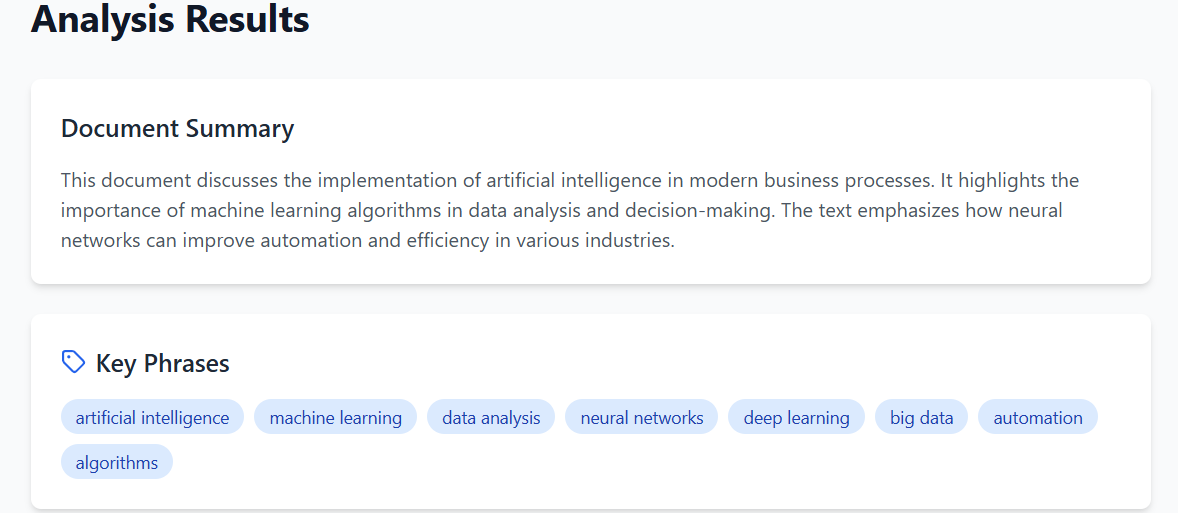 Analysis Results
Document Summary
This document discusses the implementation of artificial intelligence in modern business processes. It highlights the
importance of machine learning algorithms in data analysis and decision-making. The text emphasizes how neural
networks can improve automation and efficiency in various industries.
Key Phrases
artificial intelligence machine learning data analysis neural networks deep learning big data automation
algorithms